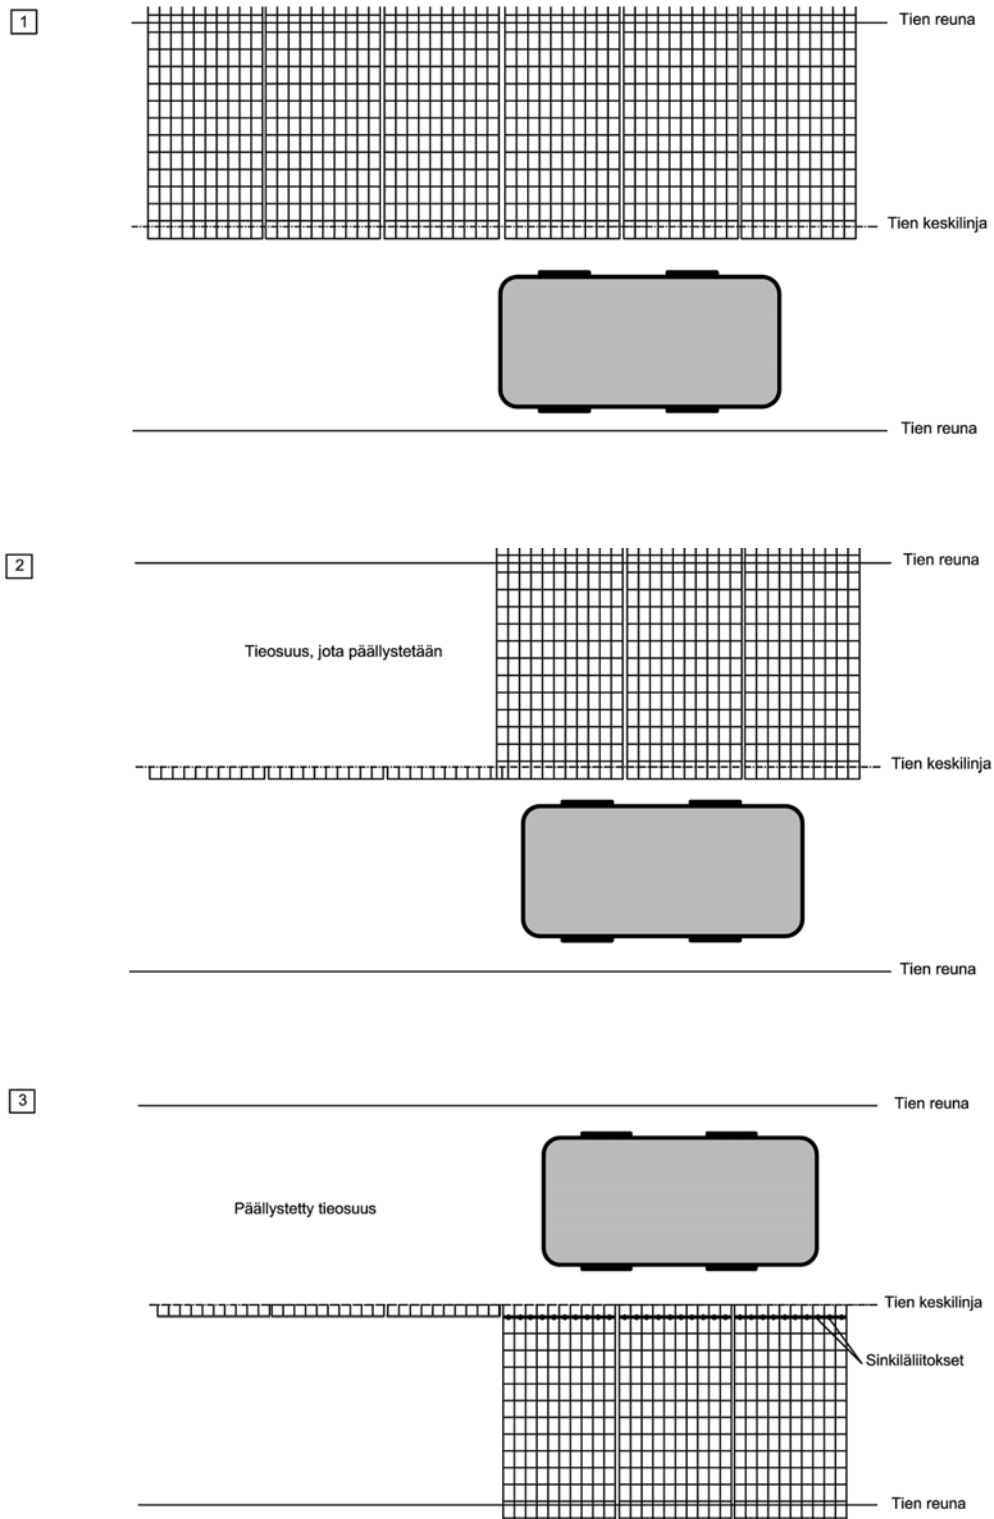 1
Tien reuna
Tien keskilinja
Tien reuna
2
Tien reuna
Tieosuus, jota päällystetään
Tien keskilinja
Tien reuna
3
Tien reuna
Päällystetty tieosuus
Tien keskilinja
Sinkiläliitokset
Tien reuna